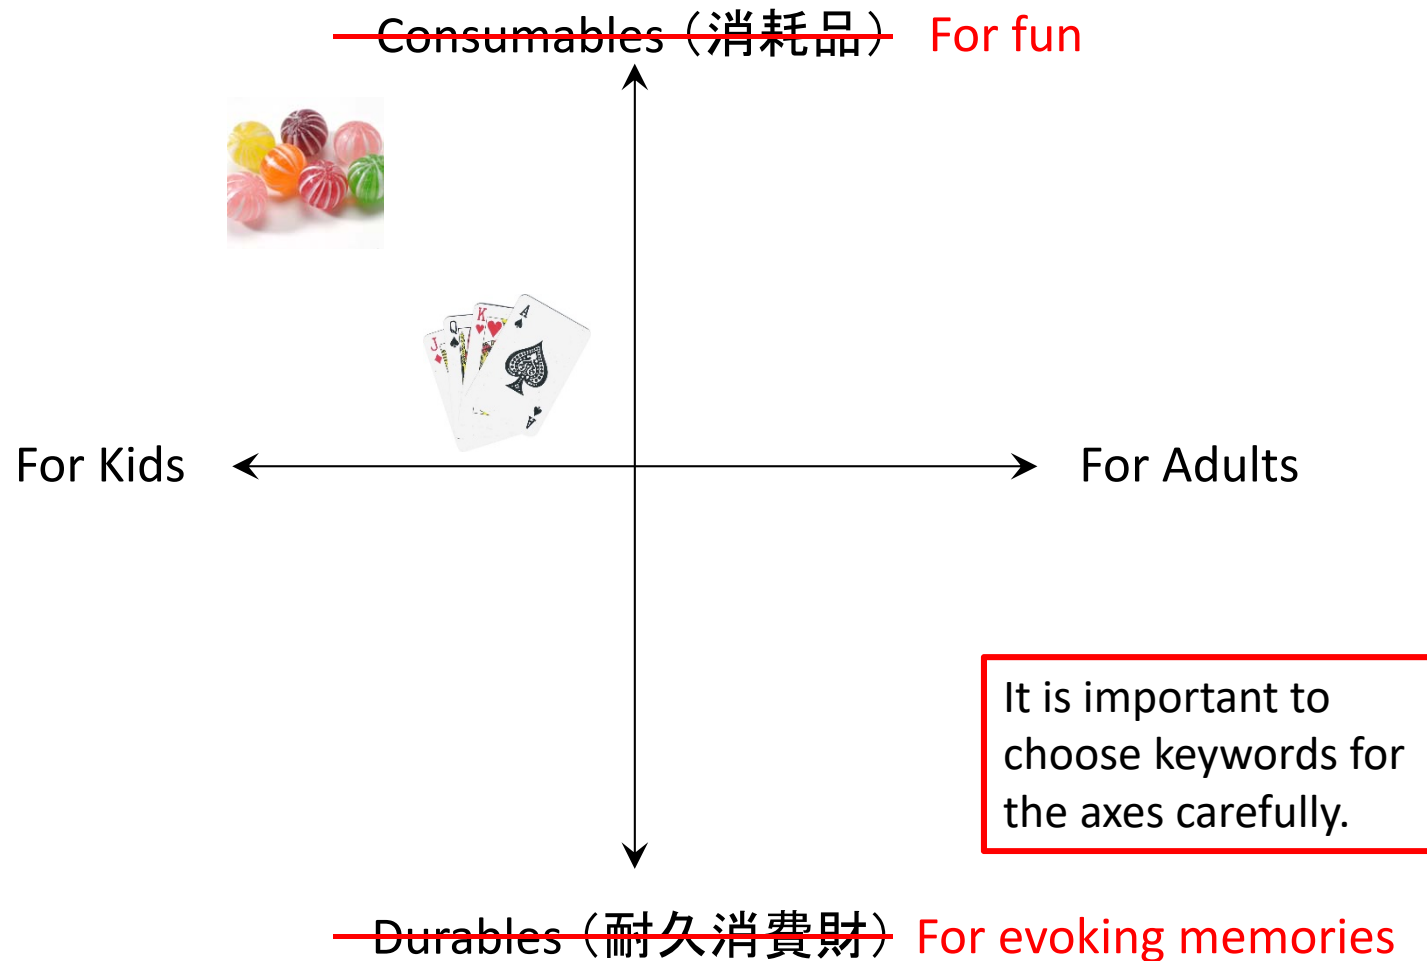 Consumables（消耗品） For fun
J
Q
K
A
A
For Kids
For Adults
It is important to
choose keywords for
the axes carefully.
Durables（耐久消費財） For evoking memories